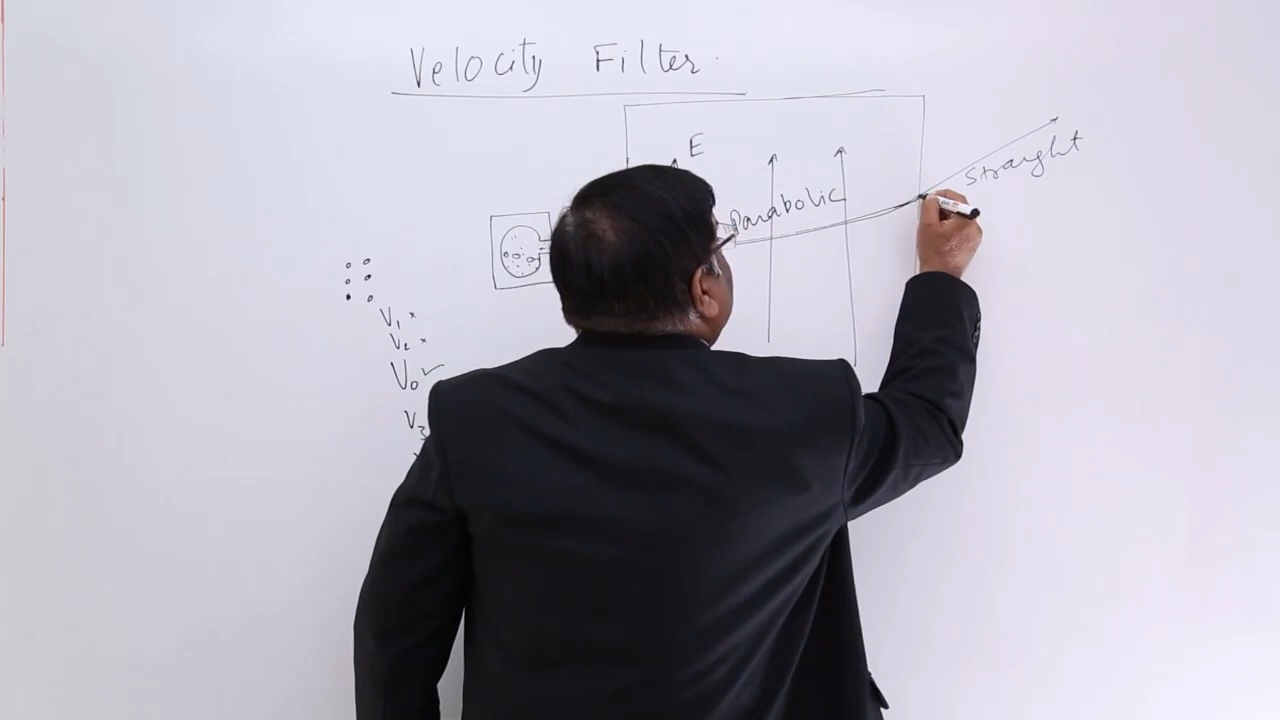 Velocity Filter.
E
Parabolic
Straight
V₁ ×
V₂ ×
V₀ ✓
V₃